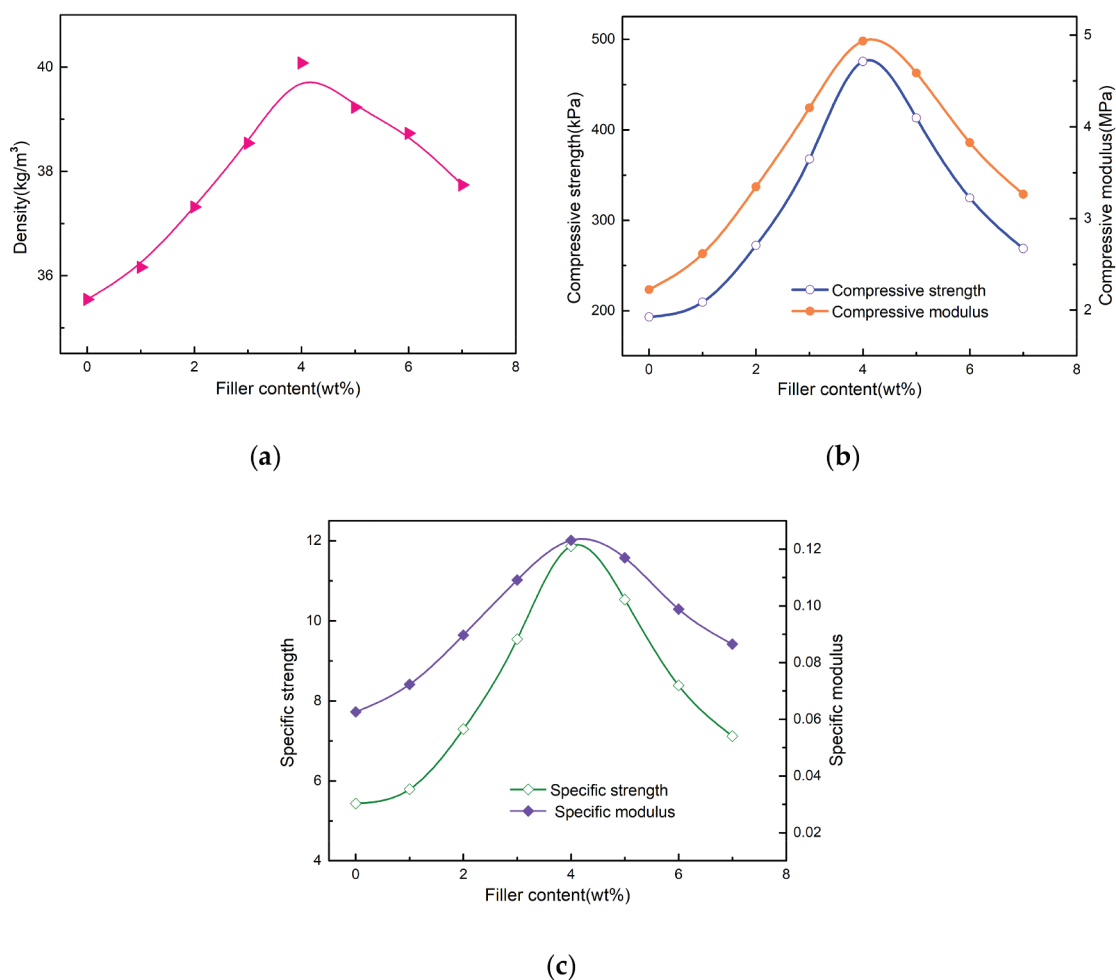 40
38
36
Density(kg/m³)
0 2 4 6 8
Filler content(wt%)
(a)
500
400
300
200
Compressive strength(kPa)
5
4
3
2
Compressive modulus(MPa)
Compressive strength
Compressive modulus
0 2 4 6 8
Filler content(wt%)
(b)
12
10
8
6
4
Specific strength
0.12
0.10
0.08
0.06
0.04
0.02
Specific modulus
Specific strength
Specific modulus
0 2 4 6 8
Filler content(wt%)
(c)